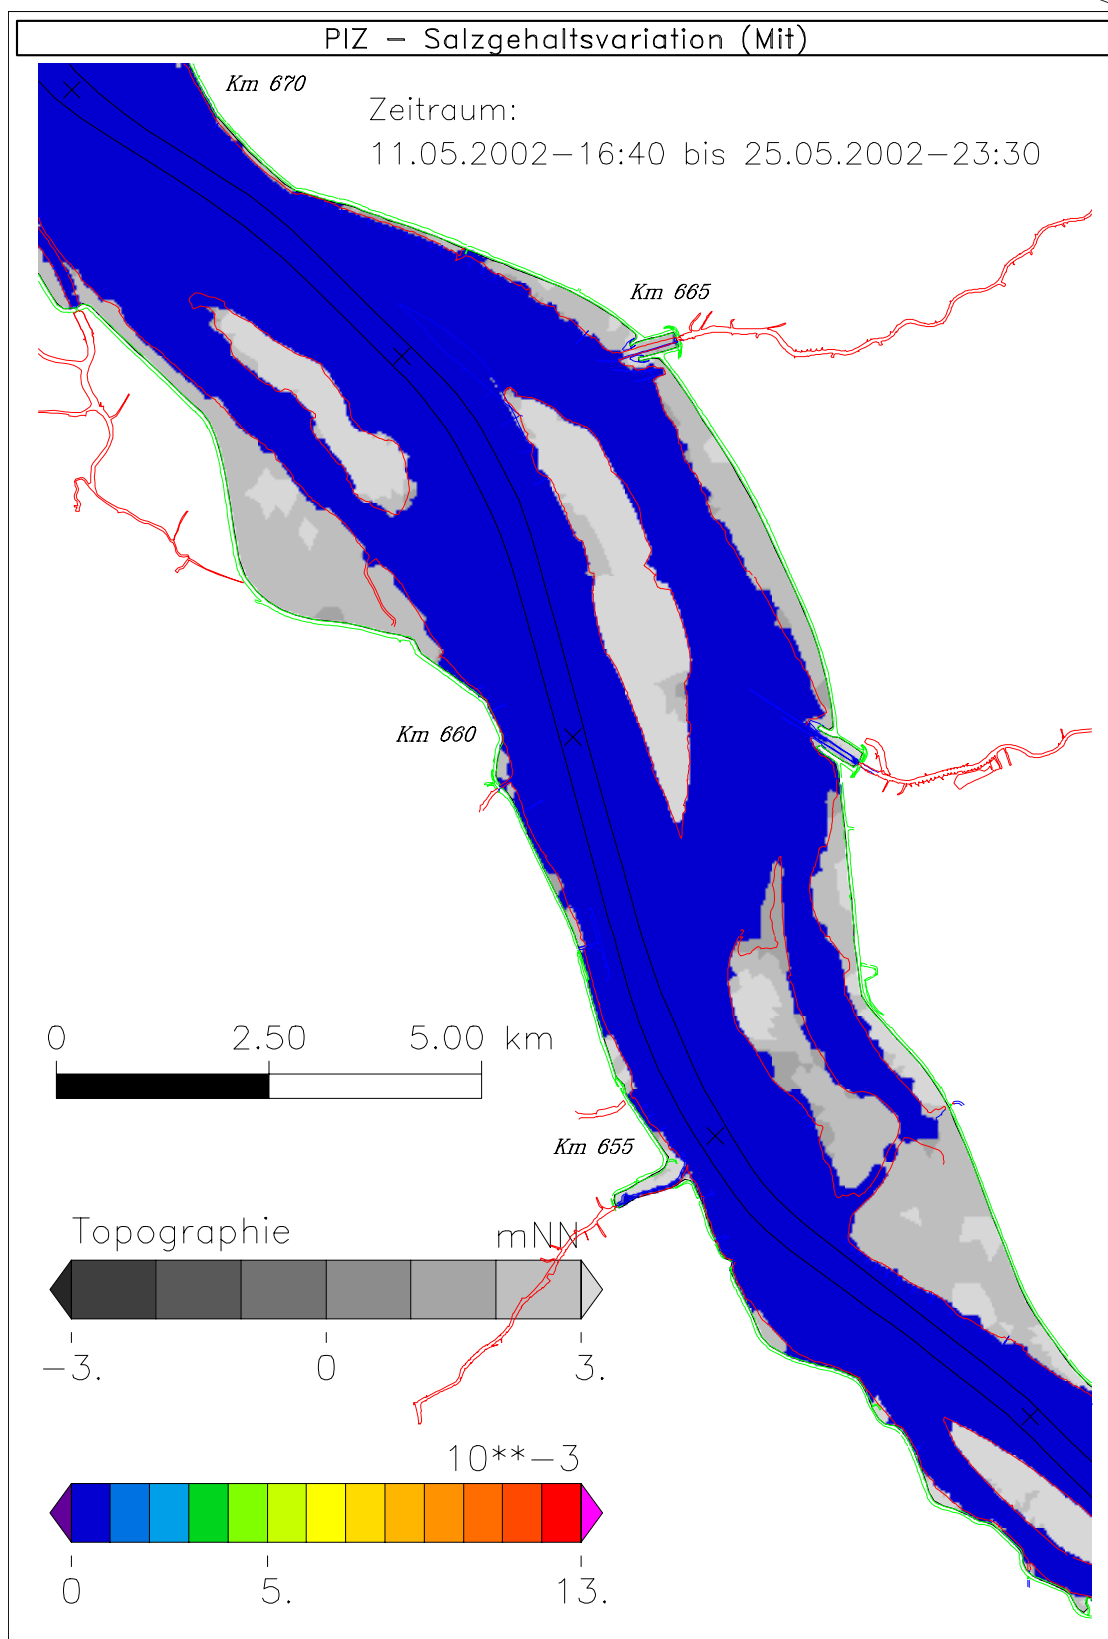 PIZ – Salzgehaltsvariation (Mit)
Km 670
Zeitraum:
11.05.2002–16:40 bis 25.05.2002–23:30
Km 665
Km 660
0 2.50 5.00 km
Km 655
Topographie mNN
–3. 0 3.
10**–3
0 5. 13.